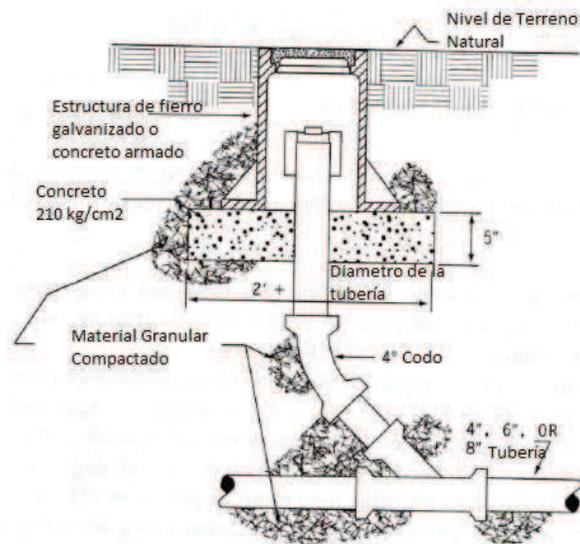 Nivel de Terreno
Natural
Estructura de fierro
galvanizado o
concreto armado
Concreto
210 kg/cm2
5"
Diametro de la
2' + tubería
Material Granular
Compactado
4° Codo
4", 6", OR
8" Tubería